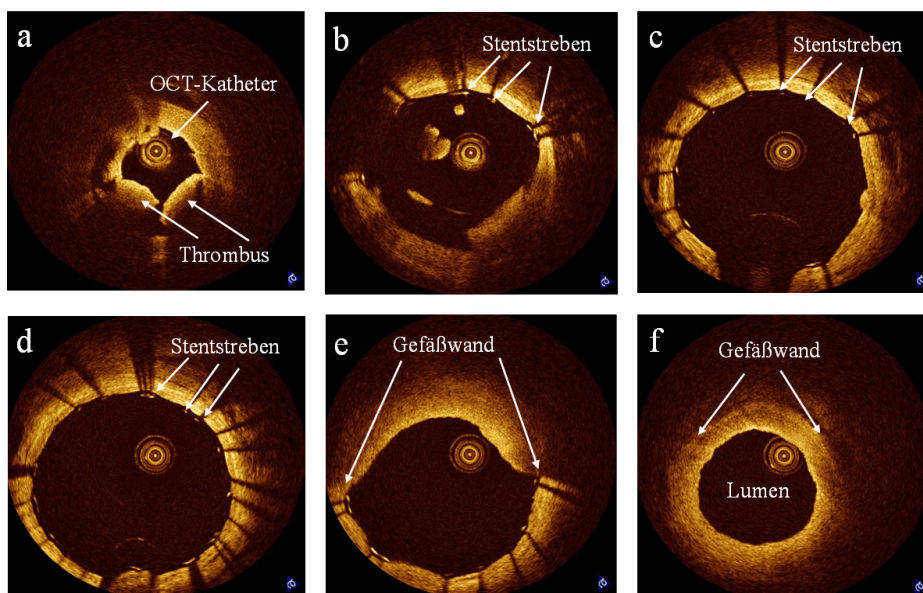 a
OCT-Katheter
Thrombus
b
Stentstreben
c
Stentstreben
d
Stentstreben
e
Gefäßwand
f
Gefäßwand
Lumen